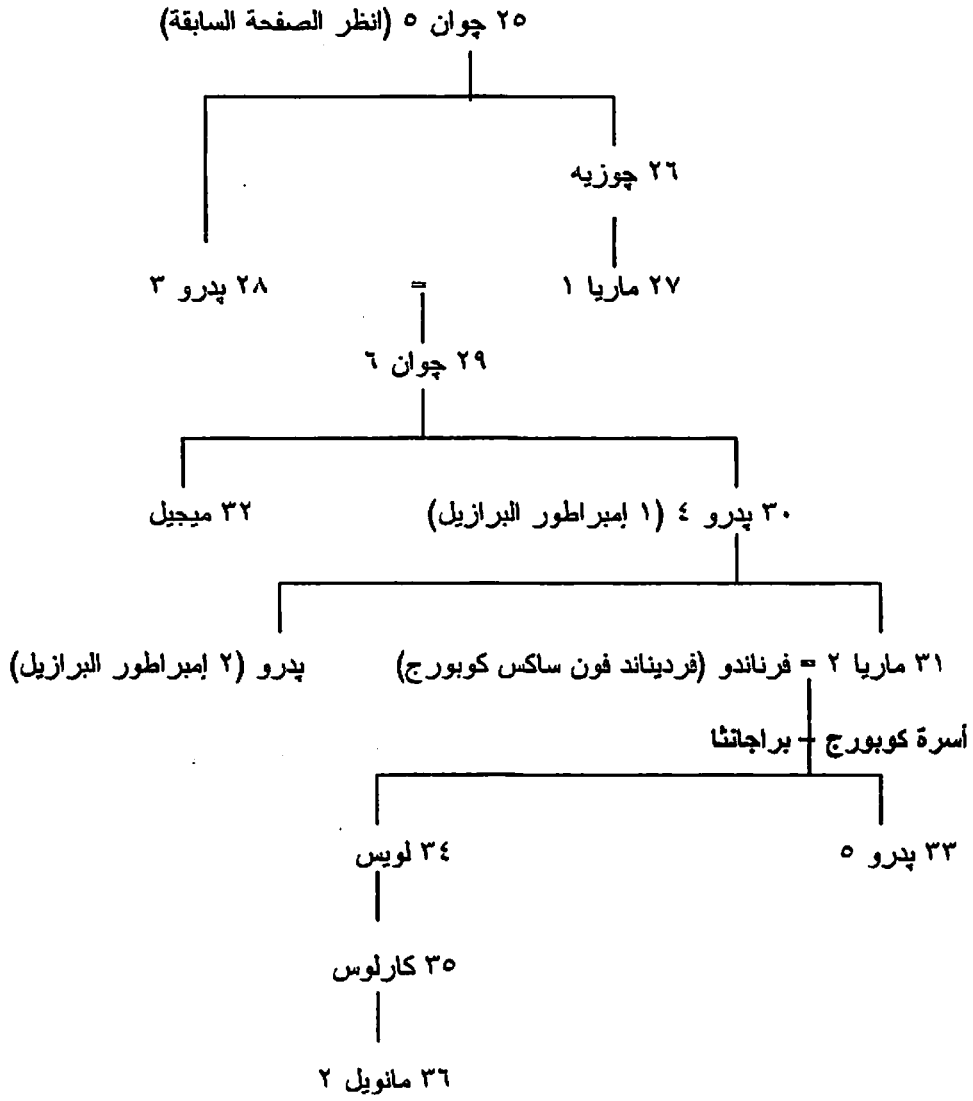 ٢٥ چوان ٥ (انظر الصفحة السابقة)
٢٦ چوزيه
٢٧ ماريا ١ = ٢٨ پدرو ٣
٢٩ چوان ٦
٣٠ پدرو ٤ (١ إمبراطور البرازيل) ٣٢ ميجيل
٣١ ماريا ٢ = فرناندو (فرديناند فون ساكس كوبورج) پدرو (٢ إمبراطور البرازيل)
أسرة كوبورج - براجانثا
٣٣ پدرو ٥ ٣٤ لويس
٣٥ كارلوس
٣٦ مانويل ٢